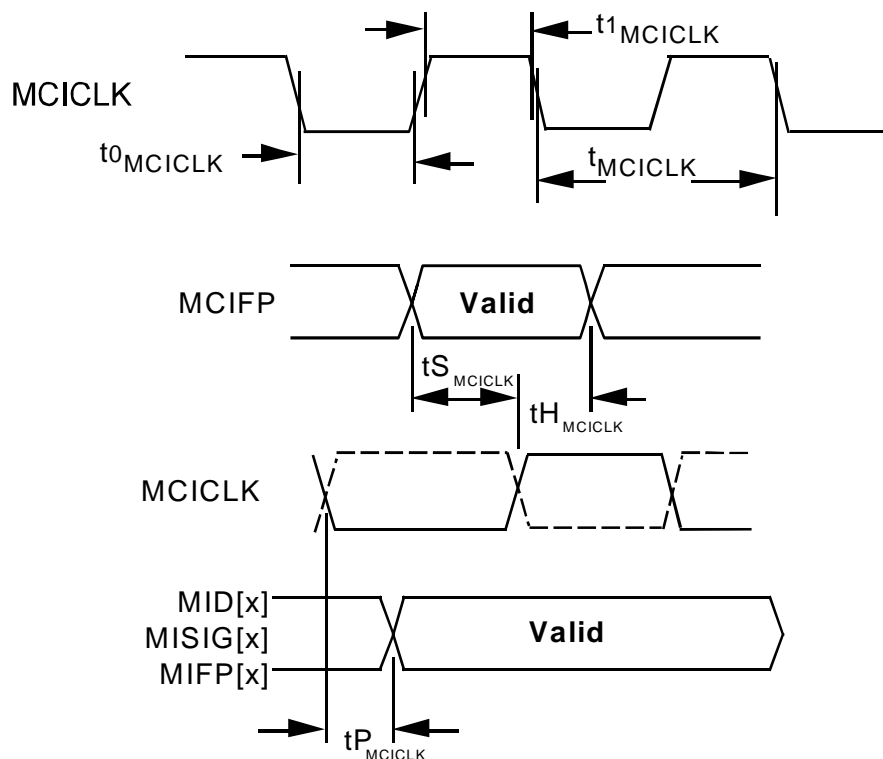 t1MCICLK
MCICLK
t0MCICLK
tMCICLK
MCIFP
Valid
tSMCICLK
tHMCICLK
MCICLK
MID[x]
MISIG[x]
Valid
MIFP[x]
tPMCICLK